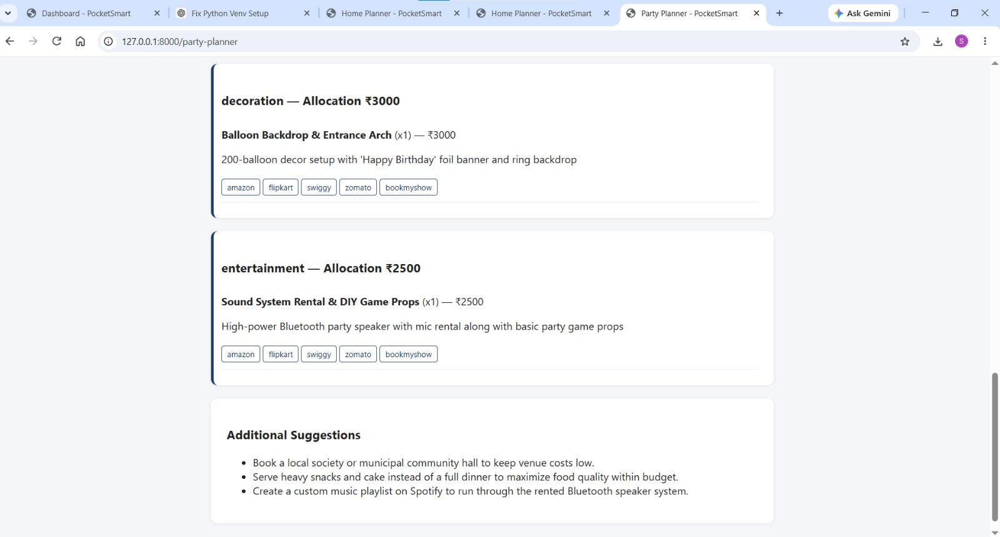 Dashboard - PocketSmart
Fix Python Venv Setup
Home Planner - PocketSmart
Home Planner - PocketSmart
Party Planner - PocketSmart
Ask Gemini
127.0.0.1:8000/party-planner
S
decoration — Allocation ₹3000
Balloon Backdrop & Entrance Arch (x1) — ₹3000
200-balloon decor setup with 'Happy Birthday' foil banner and ring backdrop
amazon flipkart swiggy zomato bookmyshow
entertainment — Allocation ₹2500
Sound System Rental & DIY Game Props (x1) — ₹2500
High-power Bluetooth party speaker with mic rental along with basic party game props
amazon flipkart swiggy zomato bookmyshow
Additional Suggestions
• Book a local society or municipal community hall to keep venue costs low.
• Serve heavy snacks and cake instead of a full dinner to maximize food quality within budget.
• Create a custom music playlist on Spotify to run through the rented Bluetooth speaker system.